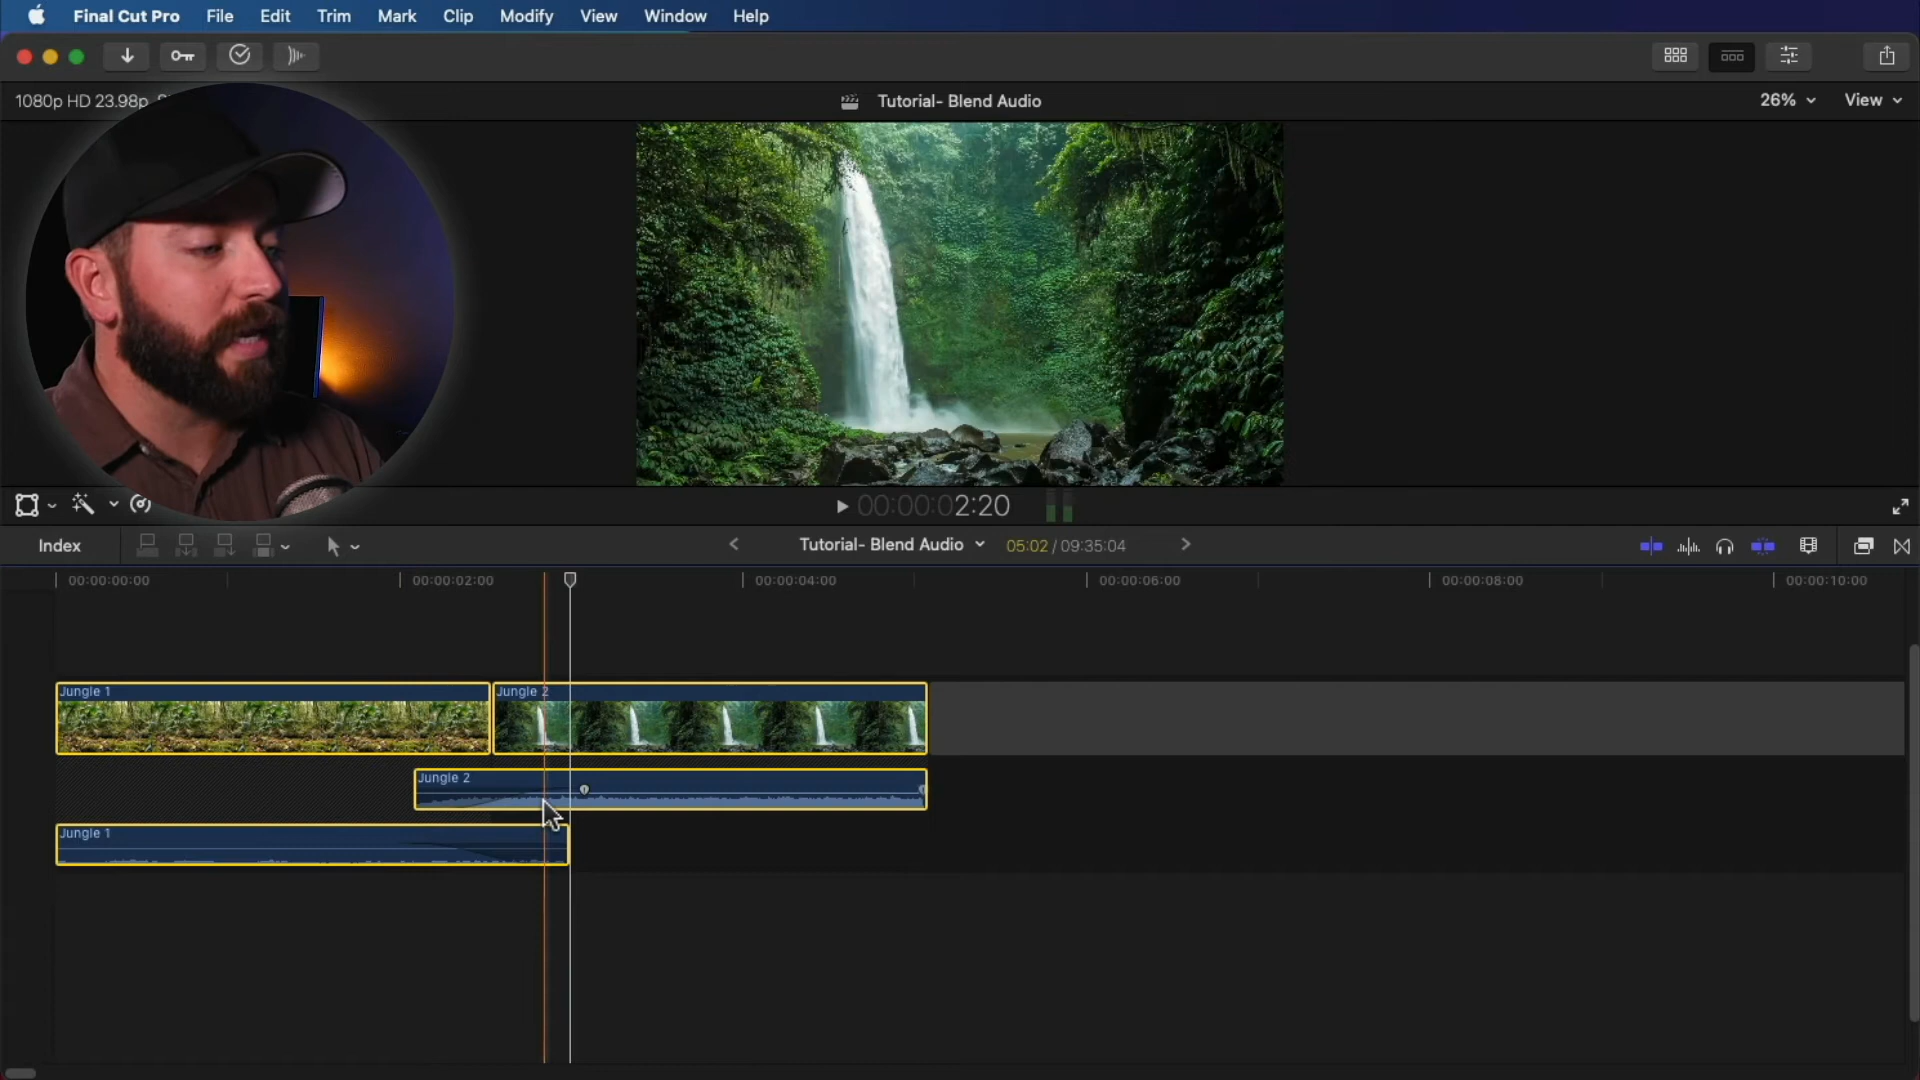 Final Cut Pro File Edit Trim Mark Clip Modify View Window Help
1080p HD 23.98p
Tutorial- Blend Audio
26% View
00:00:02:20
Index
Tutorial- Blend Audio 05:02 / 09:35:04
00:00:00:00 00:00:02:00 00:00:04:00 00:00:06:00 00:00:08:00 00:00:10:00
Jungle 1 Jungle 2
Jungle 2
Jungle 1